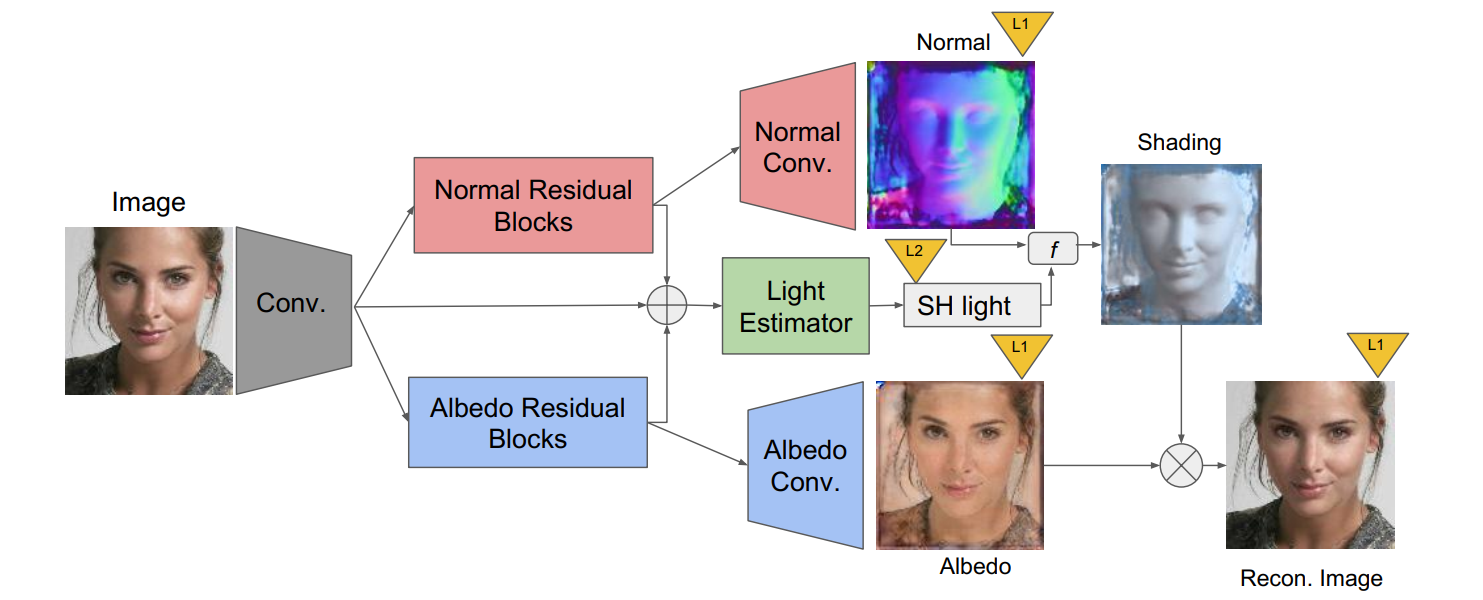 Image
Conv.
Normal Residual
Blocks
Albedo Residual
Blocks
Normal
Conv.
Light
Estimator
Albedo
Conv.
Normal
L1
L2
SH light
f
Shading
L1
Albedo
L1
Recon. Image